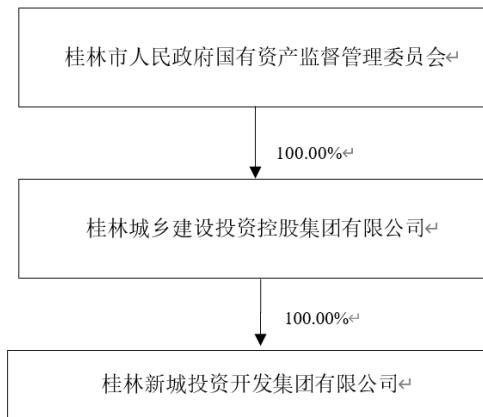 桂林市人民政府国有资产监督管理委员会↵
100.00%↵
桂林城乡建设投资控股集团有限公司↵
100.00%↵
桂林新城投资开发集团有限公司↵